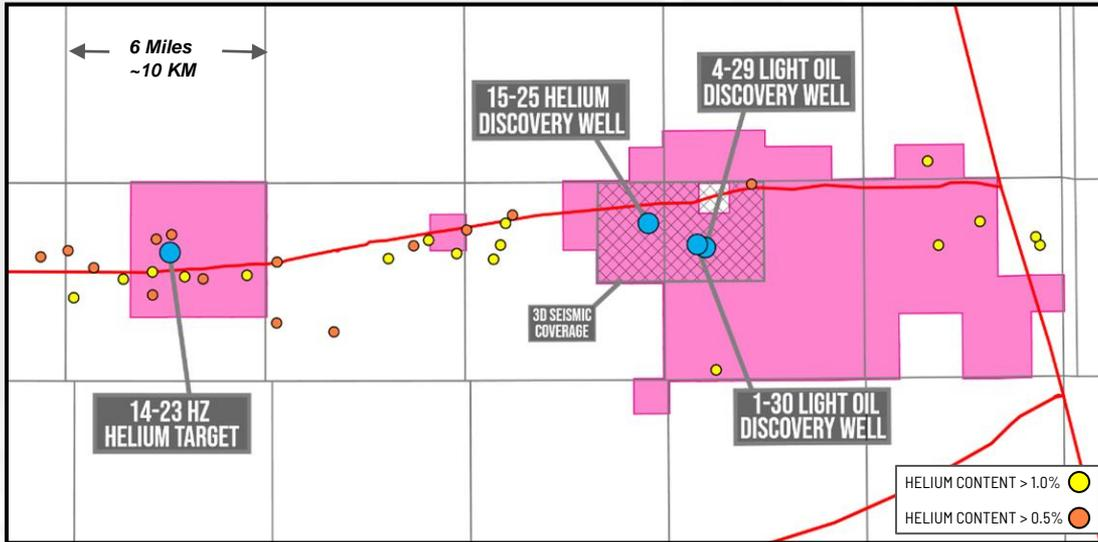 6 Miles
~10 KM
4-29 LIGHT OIL
DISCOVERY WELL
15-25 HELIUM
DISCOVERY WELL
3D SEISMIC
COVERAGE
14-23 HZ
HELIUM TARGET
1-30 LIGHT OIL
DISCOVERY WELL
HELIUM CONTENT > 1.0%
HELIUM CONTENT > 0.5%